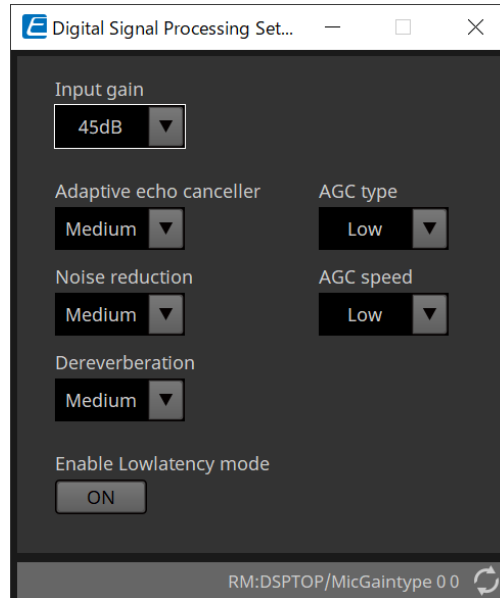 Digital Signal Processing Set...
Input gain
45dB
Adaptive echo canceller
AGC type
Medium
Low
Noise reduction
AGC speed
Medium
Low
Dereverberation
Medium
Enable Lowlatency mode
ON
RM:DSPTOP/MicGaintype 0 0